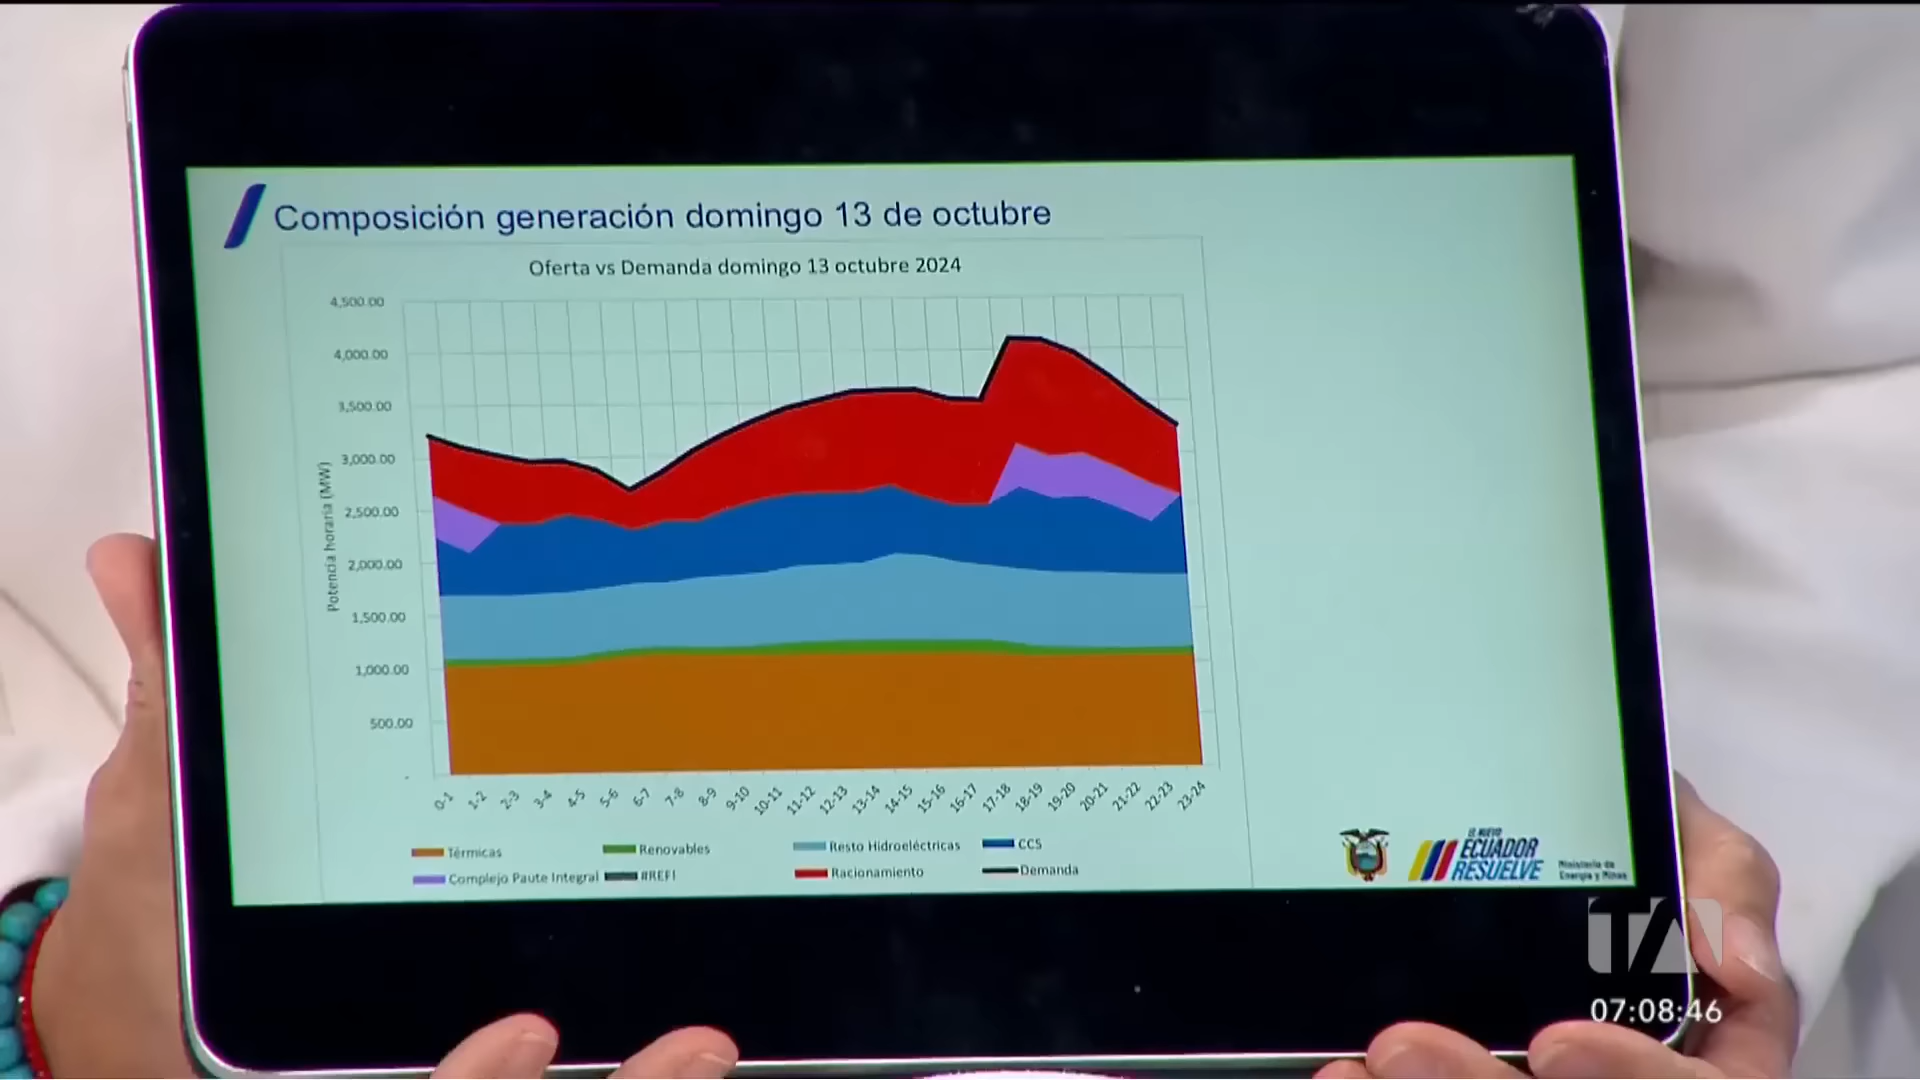 Composición generación domingo 13 de octubre
Oferta vs Demanda domingo 13 octubre 2024
4,500.00
4,000.00
3,500.00
3,000.00
2,500.00
2,000.00
1,500.00
1,000.00
500.00
-
Potencia horaria (MW)
0-1 1-2 2-3 3-4 4-5 5-6 6-7 7-8 8-9 9-10 10-11 11-12 12-13 13-14 14-15 15-16 16-17 17-18 18-19 19-20 20-21 21-22 22-23 23-24
Térmicas Renovables Resto Hidroeléctricas CCS
Complejo Paute Integral #REF! Racionamiento Demanda
EL NUEVO
ECUADOR
RESUELVE
Ministerio de
Energía y Minas
TA
07:08:46